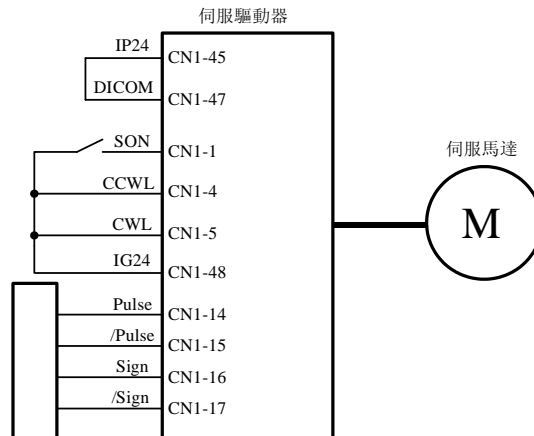 伺服驅動器
IP24 CN1-45
DICOM CN1-47
SON CN1-1
CCWL CN1-4
CWL CN1-5
IG24 CN1-48
Pulse CN1-14
/Pulse CN1-15
Sign CN1-16
/Sign CN1-17
伺服馬達
M